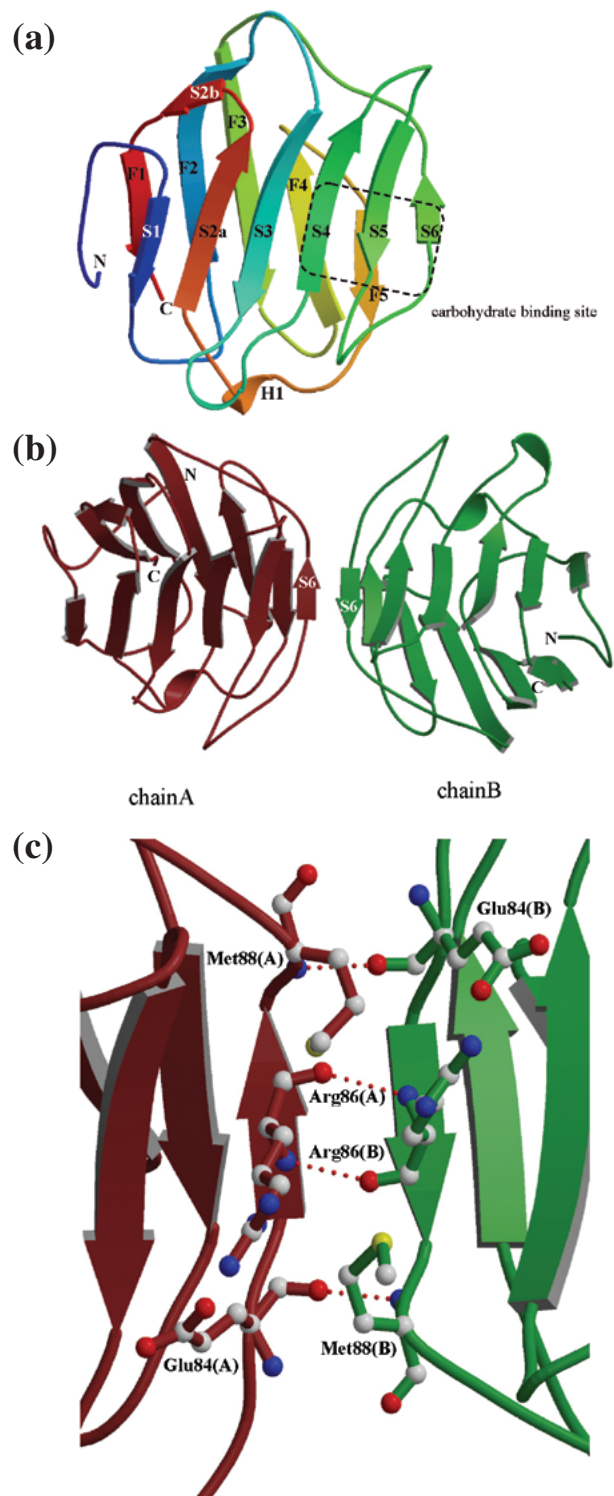 (a)
S2b
F3
F1
F2
F4
S1
S2a
S3
S4
S5
S6
N
C
F5
carbohydrate binding site
H1
(b)
N
C
S6
S6
N
C
chainA
chainB
(c)
Glu84(B)
Met88(A)
Arg86(A)
Arg86(B)
Met88(B)
Glu84(A)